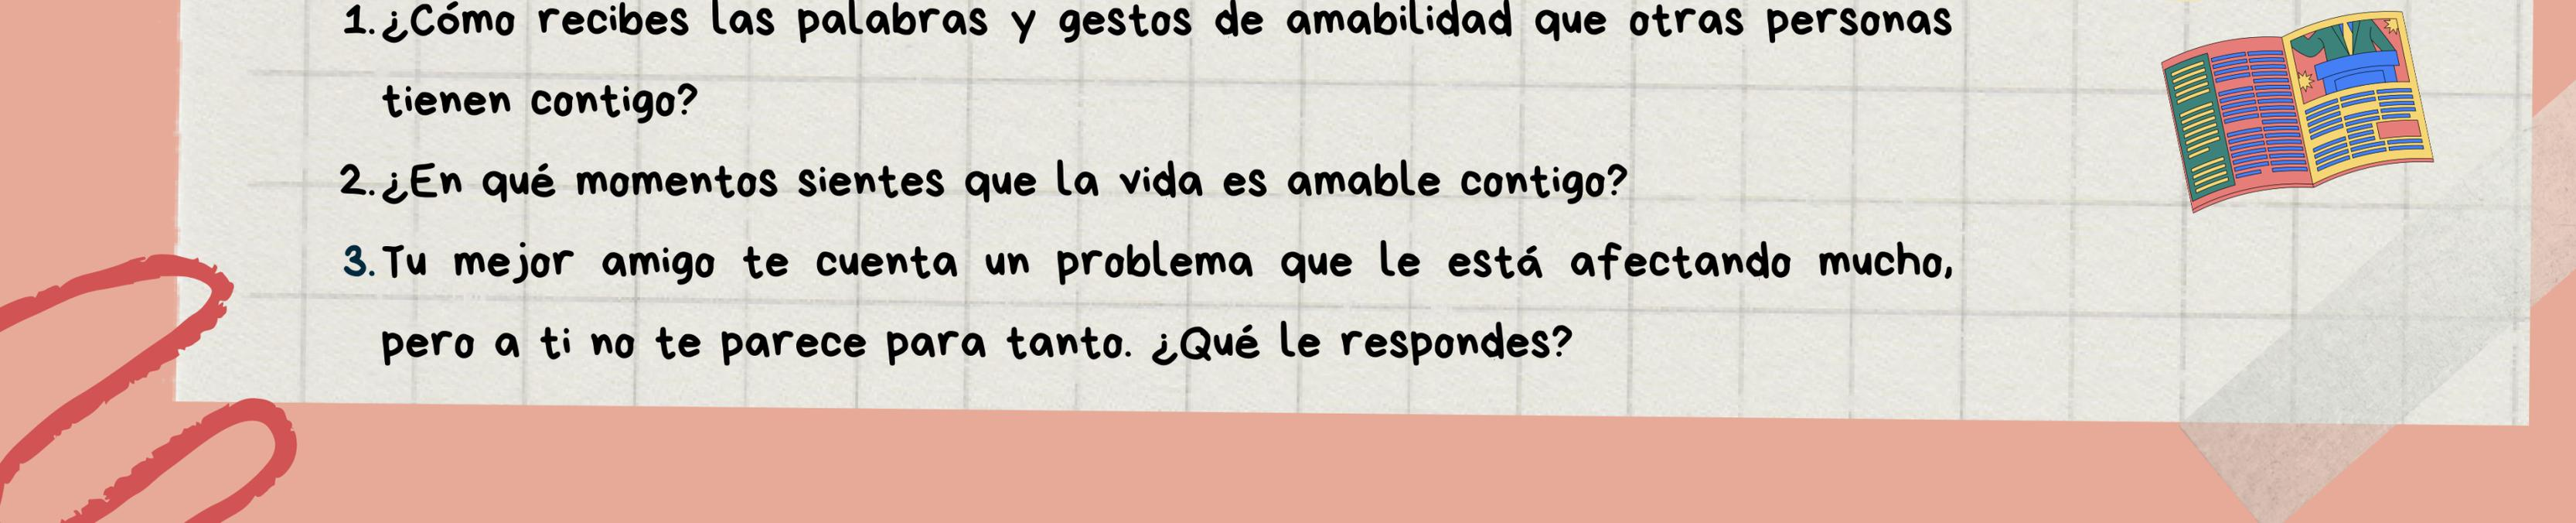 1. ¿Cómo recibes las palabras y gestos de amabilidad que otras personas
tienen contigo?
2. ¿En qué momentos sientes que la vida es amable contigo?
3. Tu mejor amigo te cuenta un problema que le está afectando mucho,
pero a ti no te parece para tanto. ¿Qué le respondes?